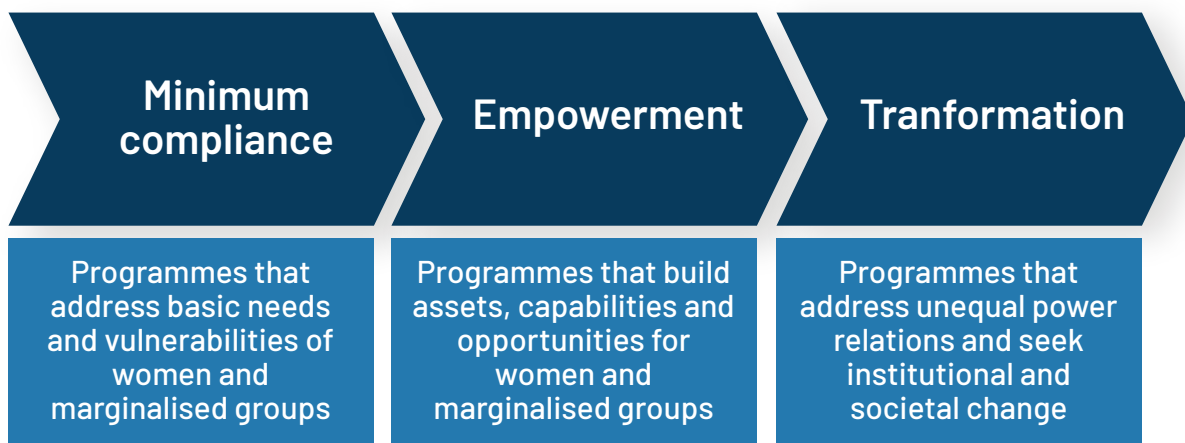 Minimum
compliance
Empowerment
Tranformation
Programmes that
address basic needs
and vulnerabilities of
women and
marginalised groups
Programmes that build
assets, capabilities and
opportunities for
women and
marginalised groups
Programmes that
address unequal power
relations and seek
institutional and
societal change